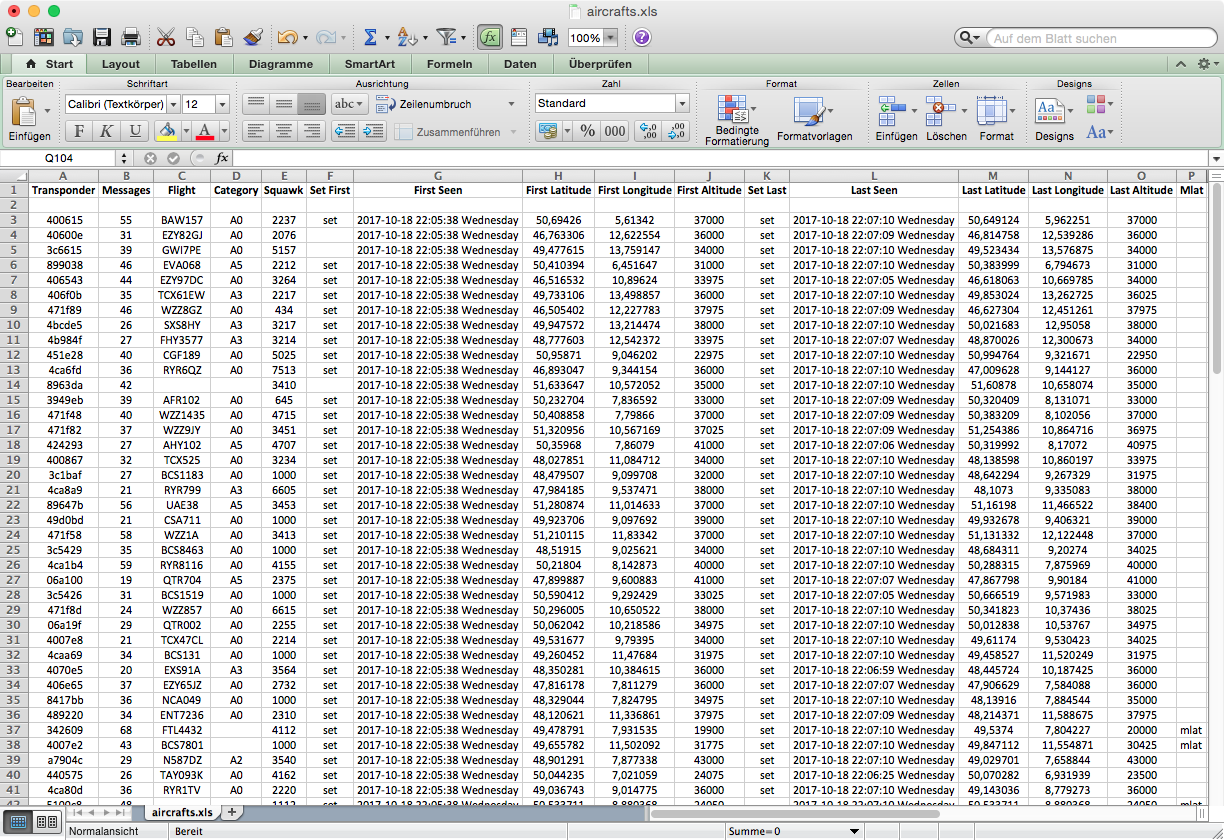 aircrafts.xls
100%
Auf dem Blatt suchen
Start Layout Tabellen Diagramme SmartArt Formeln Daten Überprüfen
Bearbeiten Schriftart Ausrichtung Zahl Format Zellen Designs
Calibri (Textkörper) 12 abc Zeilenumbruch Standard
Einfügen F K U A Zusammenführen % 000 Bedingte Formatierung Formatvorlagen Einfügen Löschen Format Designs Aa
Q104 fx
A B C D E F G H I J K L M N O P
1 Transponder Messages Flight Category Squawk Set First First Seen First Latitude First Longitude First Altitude Set Last Last Seen Last Latitude Last Longitude Last Altitude Mlat
2
3 400615 55 BAW157 A0 2237 set 2017-10-18 22:05:38 Wednesday 50,69426 5,61342 37000 set 2017-10-18 22:07:10 Wednesday 50,649124 5,962251 37000
4 40600e 31 EZY82GJ A0 2076 2017-10-18 22:05:38 Wednesday 46,763306 12,622554 36000 set 2017-10-18 22:07:09 Wednesday 46,814758 12,539286 36000
5 3c6615 39 GWI7PE A0 5157 2017-10-18 22:05:38 Wednesday 49,477615 13,759147 34000 set 2017-10-18 22:07:10 Wednesday 49,523434 13,576875 34000
6 899038 46 EVA068 A5 2212 set 2017-10-18 22:05:38 Wednesday 50,410394 6,451647 31000 set 2017-10-18 22:07:10 Wednesday 50,383999 6,794673 31000
7 406543 44 EZY97DC A0 3264 set 2017-10-18 22:05:38 Wednesday 46,516532 10,89624 33975 set 2017-10-18 22:07:05 Wednesday 46,618063 10,669785 34000
8 406f0b 35 TCX61EW A3 2217 set 2017-10-18 22:05:38 Wednesday 49,733106 13,498857 36000 set 2017-10-18 22:07:10 Wednesday 49,853024 13,262725 36025
9 471f89 46 WZZ8GZ A0 434 set 2017-10-18 22:05:38 Wednesday 46,505402 12,227783 37975 set 2017-10-18 22:07:10 Wednesday 46,627304 12,451261 37975
10 4bcde5 26 SXS8HY A3 3217 set 2017-10-18 22:05:38 Wednesday 49,947572 13,214474 38000 set 2017-10-18 22:07:10 Wednesday 50,021683 12,95058 38000
11 4b984f 27 FHY3577 A3 3214 set 2017-10-18 22:05:38 Wednesday 48,777603 12,542372 33975 set 2017-10-18 22:07:07 Wednesday 48,870026 12,300673 34000
12 451e28 40 CGF189 A0 5025 set 2017-10-18 22:05:38 Wednesday 50,95871 9,046202 22975 set 2017-10-18 22:07:10 Wednesday 50,994764 9,321671 22950
13 4ca6fd 36 RYR6QZ A0 7513 set 2017-10-18 22:05:38 Wednesday 46,893047 9,344154 36000 set 2017-10-18 22:07:10 Wednesday 47,009628 9,144127 36000
14 8963da 42 3410 2017-10-18 22:05:38 Wednesday 51,633647 10,572052 35000 set 2017-10-18 22:07:10 Wednesday 51,60878 10,658074 35000
15 3949eb 39 AFR102 A0 645 set 2017-10-18 22:05:38 Wednesday 50,232704 7,836592 33000 set 2017-10-18 22:07:09 Wednesday 50,320409 8,131071 33000
16 471f48 40 WZZ1435 A0 4715 set 2017-10-18 22:05:38 Wednesday 50,408858 7,79866 37000 set 2017-10-18 22:07:09 Wednesday 50,383209 8,102056 37000
17 471f82 37 WZZ9JY A0 3451 set 2017-10-18 22:05:38 Wednesday 51,320956 10,567169 37025 set 2017-10-18 22:07:09 Wednesday 51,254386 10,864716 36975
18 424293 27 AHY102 A5 4707 set 2017-10-18 22:05:38 Wednesday 50,35968 7,86079 41000 set 2017-10-18 22:07:06 Wednesday 50,319992 8,17072 40975
19 400867 32 TCX525 A0 3234 set 2017-10-18 22:05:38 Wednesday 48,027851 11,084712 34000 set 2017-10-18 22:07:10 Wednesday 48,138598 10,860197 33975
20 3c1baf 27 BCS1183 A0 1000 set 2017-10-18 22:05:38 Wednesday 48,479507 9,099708 32000 set 2017-10-18 22:07:10 Wednesday 48,642294 9,267329 31975
21 4ca8a9 21 RYR799 A3 6605 set 2017-10-18 22:05:38 Wednesday 47,984185 9,537471 38000 set 2017-10-18 22:07:10 Wednesday 48,1073 9,335083 38000
22 89647b 56 UAE38 A5 3453 set 2017-10-18 22:05:38 Wednesday 51,280874 11,014633 37000 set 2017-10-18 22:07:10 Wednesday 51,16198 11,466522 38400
23 49d0bd 21 CSA711 A0 1000 set 2017-10-18 22:05:38 Wednesday 49,923706 9,097692 39000 set 2017-10-18 22:07:10 Wednesday 49,932678 9,406321 39000
24 471f58 58 WZZ1A A0 3413 set 2017-10-18 22:05:38 Wednesday 51,210115 11,83340 37000 set 2017-10-18 22:07:10 Wednesday 51,131332 12,122448 37000
25 3c5429 35 BCS8463 A0 1000 set 2017-10-18 22:05:38 Wednesday 48,51915 9,025621 34000 set 2017-10-18 22:07:10 Wednesday 48,684311 9,20274 34025
26 4ca1b4 59 RYR8116 A0 4155 set 2017-10-18 22:05:38 Wednesday 50,21804 8,142873 40000 set 2017-10-18 22:07:10 Wednesday 50,288315 7,875969 40000
27 06a100 19 QTR704 A5 2375 set 2017-10-18 22:05:38 Wednesday 47,899887 9,600883 41000 set 2017-10-18 22:07:07 Wednesday 47,867798 9,90184 41000
28 3c5426 31 BCS1519 A0 1000 set 2017-10-18 22:05:38 Wednesday 50,590412 9,292429 33025 set 2017-10-18 22:07:05 Wednesday 50,666519 9,571983 33000
29 471f8d 24 WZZ857 A0 6615 set 2017-10-18 22:05:38 Wednesday 50,296005 10,650522 38000 set 2017-10-18 22:07:10 Wednesday 50,341823 10,37436 38025
30 06a19f 29 QTR002 A0 2255 set 2017-10-18 22:05:38 Wednesday 50,062042 10,218586 34975 set 2017-10-18 22:07:10 Wednesday 50,012838 10,53767 34975
31 4007e8 21 TCX47CL A0 2214 set 2017-10-18 22:05:38 Wednesday 49,531677 9,79395 34000 set 2017-10-18 22:07:10 Wednesday 49,61174 9,530423 34025
32 4caa69 34 BCS131 A0 1000 set 2017-10-18 22:05:38 Wednesday 49,260452 11,47684 31975 set 2017-10-18 22:07:10 Wednesday 49,458527 11,520249 31975
33 4070e5 20 EXS91A A3 3564 set 2017-10-18 22:05:38 Wednesday 48,350281 10,384615 36000 set 2017-10-18 22:06:59 Wednesday 48,445724 10,187425 36000
34 406e65 37 EZY65JZ A0 2732 set 2017-10-18 22:05:38 Wednesday 47,816178 7,811279 36000 set 2017-10-18 22:07:07 Wednesday 47,906629 7,584088 36000
35 8417bb 36 NCA049 A0 1000 set 2017-10-18 22:05:38 Wednesday 48,329044 7,824795 34975 set 2017-10-18 22:07:10 Wednesday 48,13916 7,884544 35000
36 489220 34 ENT7236 A0 2310 set 2017-10-18 22:05:38 Wednesday 48,120621 11,336861 37975 set 2017-10-18 22:07:09 Wednesday 48,214371 11,588675 37975
37 342609 68 FTL4432 4112 set 2017-10-18 22:05:38 Wednesday 49,478791 7,931535 19900 set 2017-10-18 22:07:10 Wednesday 49,5374 7,804227 20000 mlat
38 4007e2 43 BCS7801 1000 set 2017-10-18 22:05:38 Wednesday 49,655782 11,502092 31775 set 2017-10-18 22:07:10 Wednesday 49,847112 11,554871 30425 mlat
39 a7904c 29 N587DZ A2 3540 set 2017-10-18 22:05:38 Wednesday 48,901291 7,877338 43000 set 2017-10-18 22:07:10 Wednesday 49,029701 7,658844 43000
40 440575 26 TAY093K A0 4162 set 2017-10-18 22:05:38 Wednesday 50,044235 7,021059 24075 set 2017-10-18 22:06:25 Wednesday 50,070282 6,931939 23500
41 4ca80d 36 RYR1TV A0 2220 set 2017-10-18 22:05:38 Wednesday 49,036743 9,014775 36000 set 2017-10-18 22:07:10 Wednesday 49,143036 8,779273 36000
aircrafts.xls
Normalansicht Bereit Summe=0